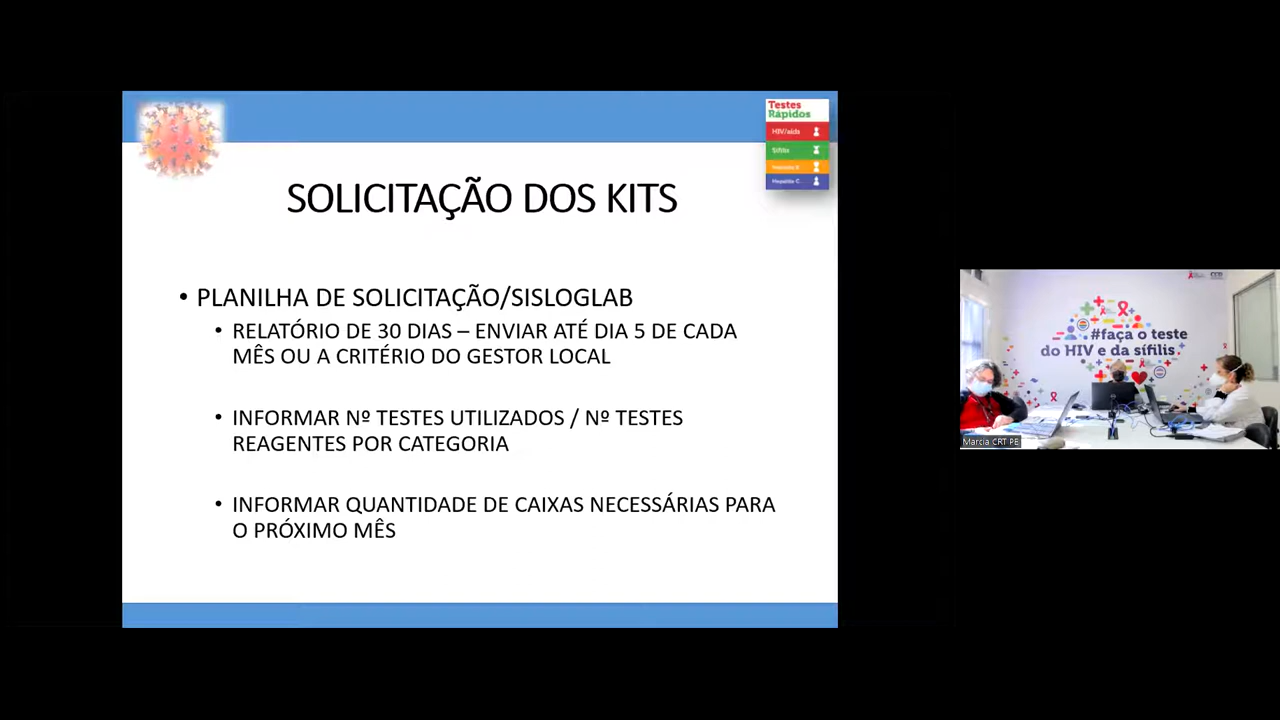 Testes
Rápidos
HIV/aids
Sífilis
Hepatite C
SOLICITAÇÃO DOS KITS
• PLANILHA DE SOLICITAÇÃO/SISLOGLAB
• RELATÓRIO DE 30 DIAS – ENVIAR ATÉ DIA 5 DE CADA
MÊS OU A CRITÉRIO DO GESTOR LOCAL
• INFORMAR Nº TESTES UTILIZADOS / Nº TESTES
REAGENTES POR CATEGORIA
• INFORMAR QUANTIDADE DE CAIXAS NECESSÁRIAS PARA
O PRÓXIMO MÊS
#faça o teste
do HIV e da sífilis
Marcia CRT PE